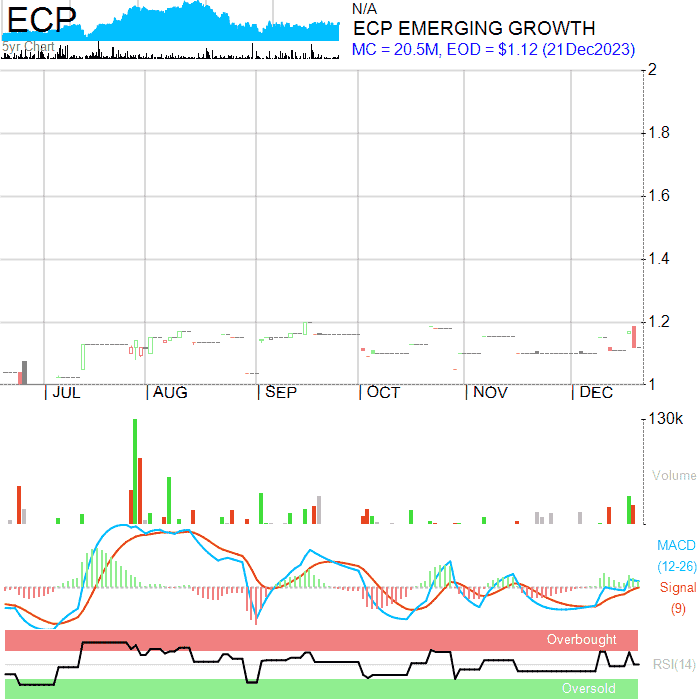 ECP
5yr Chart
N/A
ECP EMERGING GROWTH
MC = 20.5M, EOD = $1.12 (21Dec2023)
2
1.8
1.6
1.4
1.2
1
JUL AUG SEP OCT NOV DEC
130k
Volume
MACD
(12-26)
Signal
(9)
Overbought
RSI(14)
Oversold